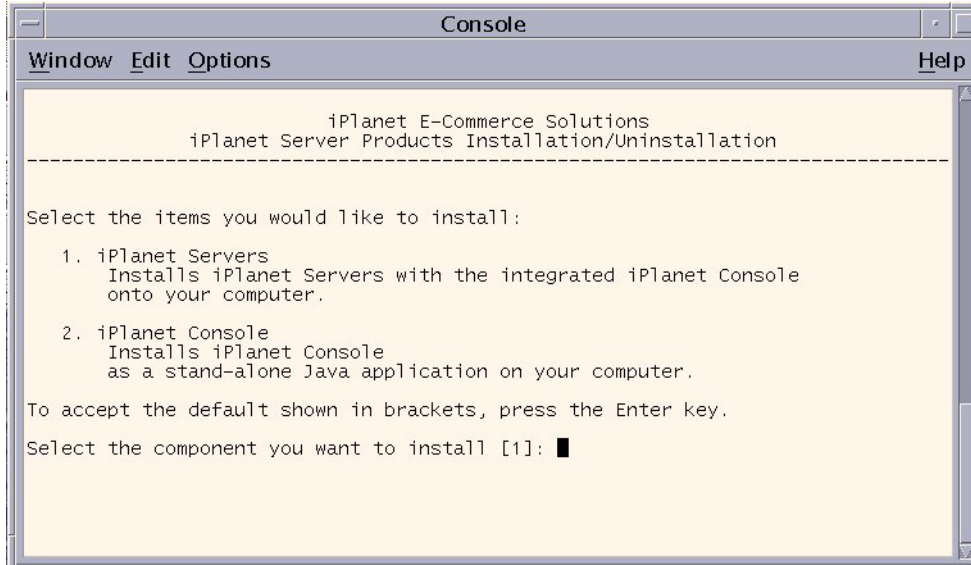 Console
Window Edit Options Help
iPlanet E-Commerce Solutions
iPlanet Server Products Installation/Uninstallation
--------------------------------------------------------------------------------
Select the items you would like to install:
1. iPlanet Servers
Installs iPlanet Servers with the integrated iPlanet Console
onto your computer.
2. iPlanet Console
Installs iPlanet Console
as a stand-alone Java application on your computer.
To accept the default shown in brackets, press the Enter key.
Select the component you want to install [1]: